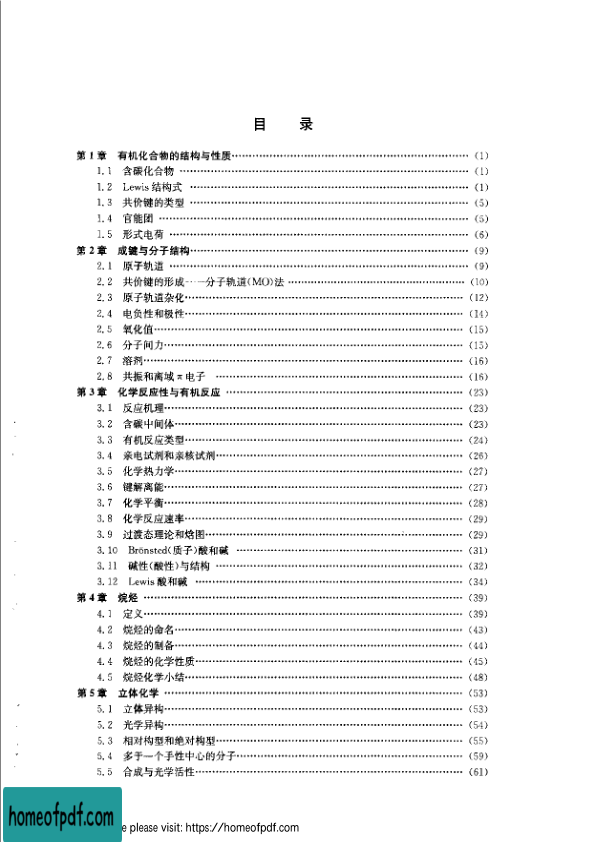 目 录
第1章 有机化合物的结构与性质……………………………………………………(1)
1.1 含碳化合物……………………………………………………(1)
1.2 Lewis结构式……………………………………………………(1)
1.3 共价键的类型……………………………………………………(5)
1.4 官能团……………………………………………………(5)
1.5 形式电荷……………………………………………………(6)
第2章 成键与分子结构……………………………………………………(9)
2.1 原子轨道……………………………………………………(9)
2.2 共价键的形成——分子轨道(MO)法……………………………………………………(10)
2.3 原子轨道杂化……………………………………………………(12)
2.4 电负性和极性……………………………………………………(14)
2.5 氧化值……………………………………………………(15)
2.6 分子间力……………………………………………………(15)
2.7 溶剂……………………………………………………(16)
2.8 共振和离域π电子……………………………………………………(16)
第3章 化学反应性与有机反应……………………………………………………(23)
3.1 反应机理……………………………………………………(23)
3.2 含碳中间体……………………………………………………(23)
3.3 有机反应类型……………………………………………………(24)
3.4 亲电试剂和亲核试剂……………………………………………………(26)
3.5 化学热力学……………………………………………………(27)
3.6 键解离能……………………………………………………(27)
3.7 化学平衡……………………………………………………(28)
3.8 化学反应速率……………………………………………………(29)
3.9 过渡态理论和焓图……………………………………………………(29)
3.10 Brönsted(质子)酸和碱……………………………………………………(31)
3.11 碱性(酸性)与结构……………………………………………………(32)
3.12 Lewis酸和碱……………………………………………………(34)
第4章 烷烃……………………………………………………(39)
4.1 定义……………………………………………………(39)
4.2 烷烃的命名……………………………………………………(43)
4.3 烷烃的制备……………………………………………………(44)
4.4 烷烃的化学性质……………………………………………………(45)
4.5 烷烃化学小结……………………………………………………(48)
第5章 立体化学……………………………………………………(53)
5.1 立体异构……………………………………………………(53)
5.2 光学异构……………………………………………………(54)
5.3 相对构型和绝对构型……………………………………………………(55)
5.4 多于一个手性中心的分子……………………………………………………(59)
5.5 合成与光学活性……………………………………………………(61)
homeofpdf.com
e please visit: https://homeofpdf.com